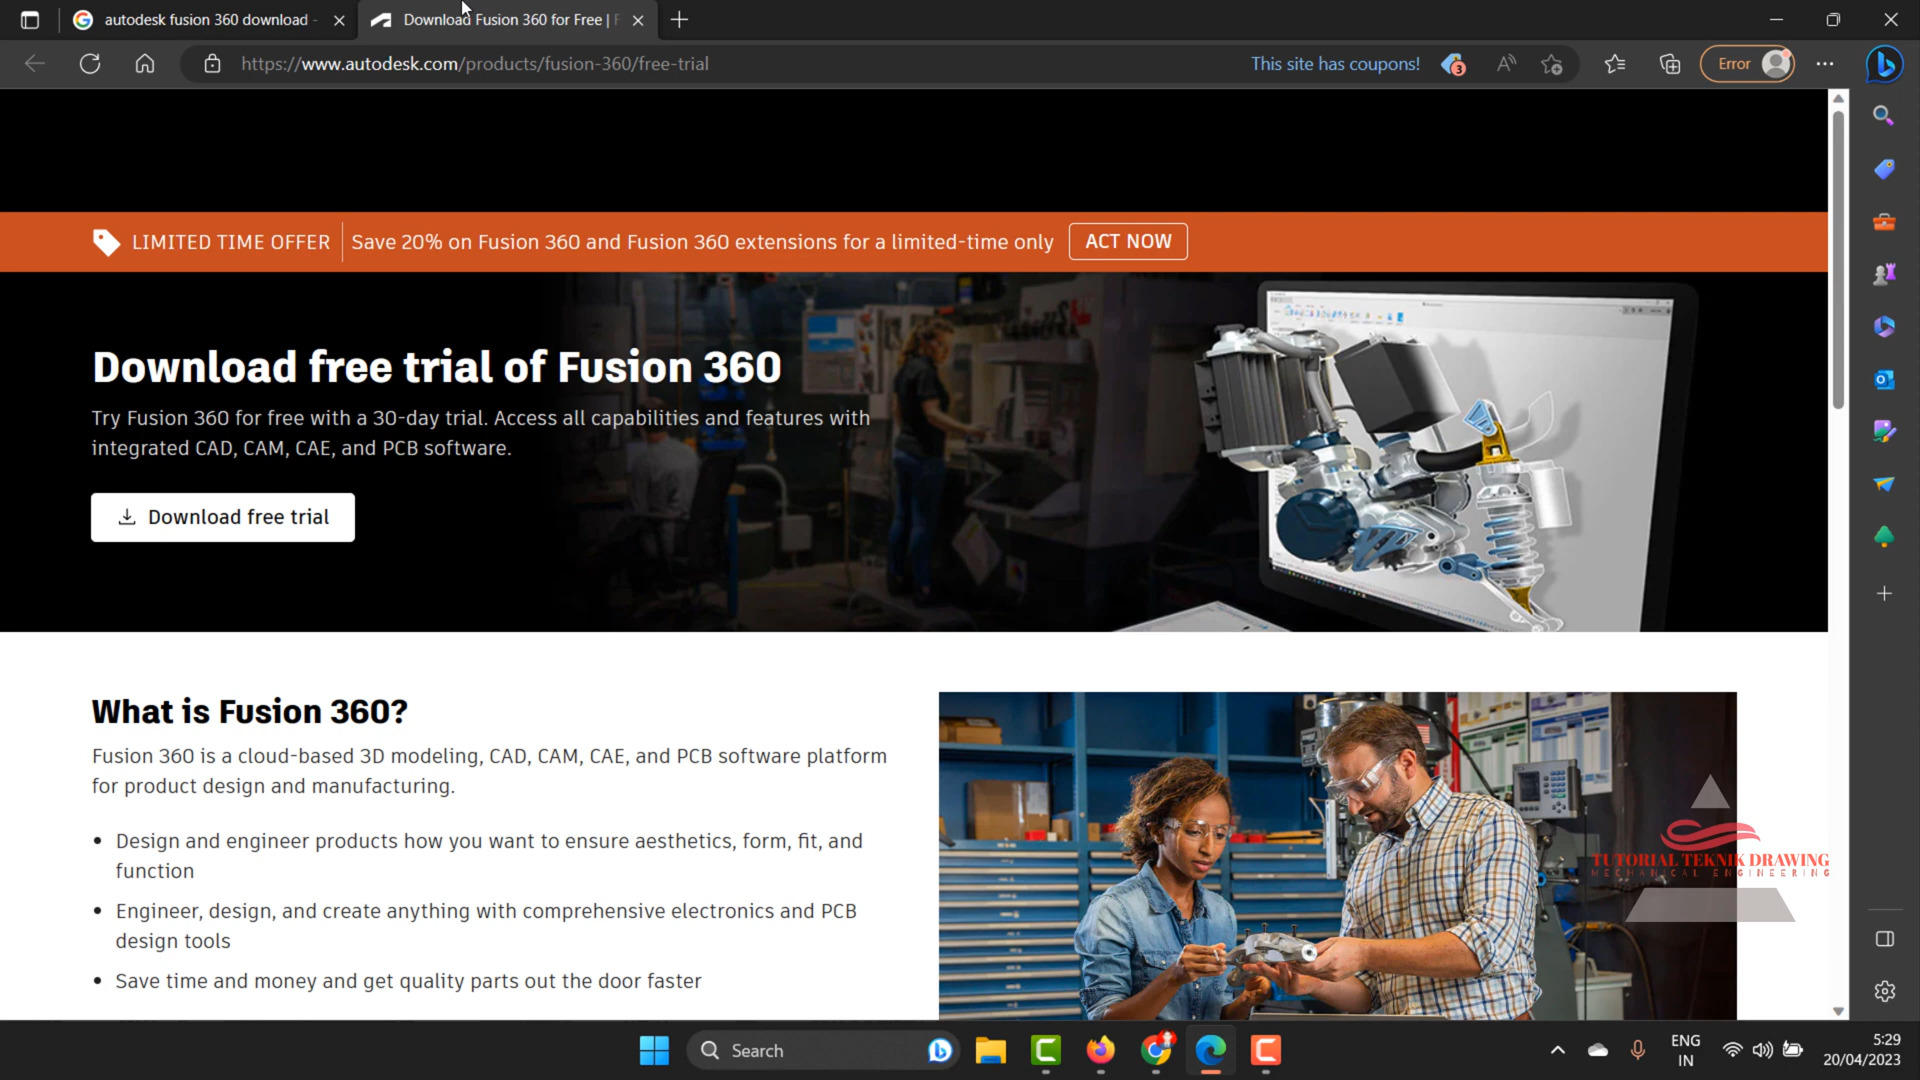 autodesk fusion 360 download -
Download Fusion 360 for Free | F
https://www.autodesk.com/products/fusion-360/free-trial
This site has coupons!
3
Error
LIMITED TIME OFFER
Save 20% on Fusion 360 and Fusion 360 extensions for a limited-time only
ACT NOW
Download free trial of Fusion 360
Try Fusion 360 for free with a 30-day trial. Access all capabilities and features with
integrated CAD, CAM, CAE, and PCB software.
Download free trial
What is Fusion 360?
Fusion 360 is a cloud-based 3D modeling, CAD, CAM, CAE, and PCB software platform
for product design and manufacturing.
• Design and engineer products how you want to ensure aesthetics, form, fit, and
function
• Engineer, design, and create anything with comprehensive electronics and PCB
design tools
• Save time and money and get quality parts out the door faster
TUTORIAL TEKNIK DRAWING
MECHANICAL ENGINEERING
Search
ENG
IN
5:29
20/04/2023